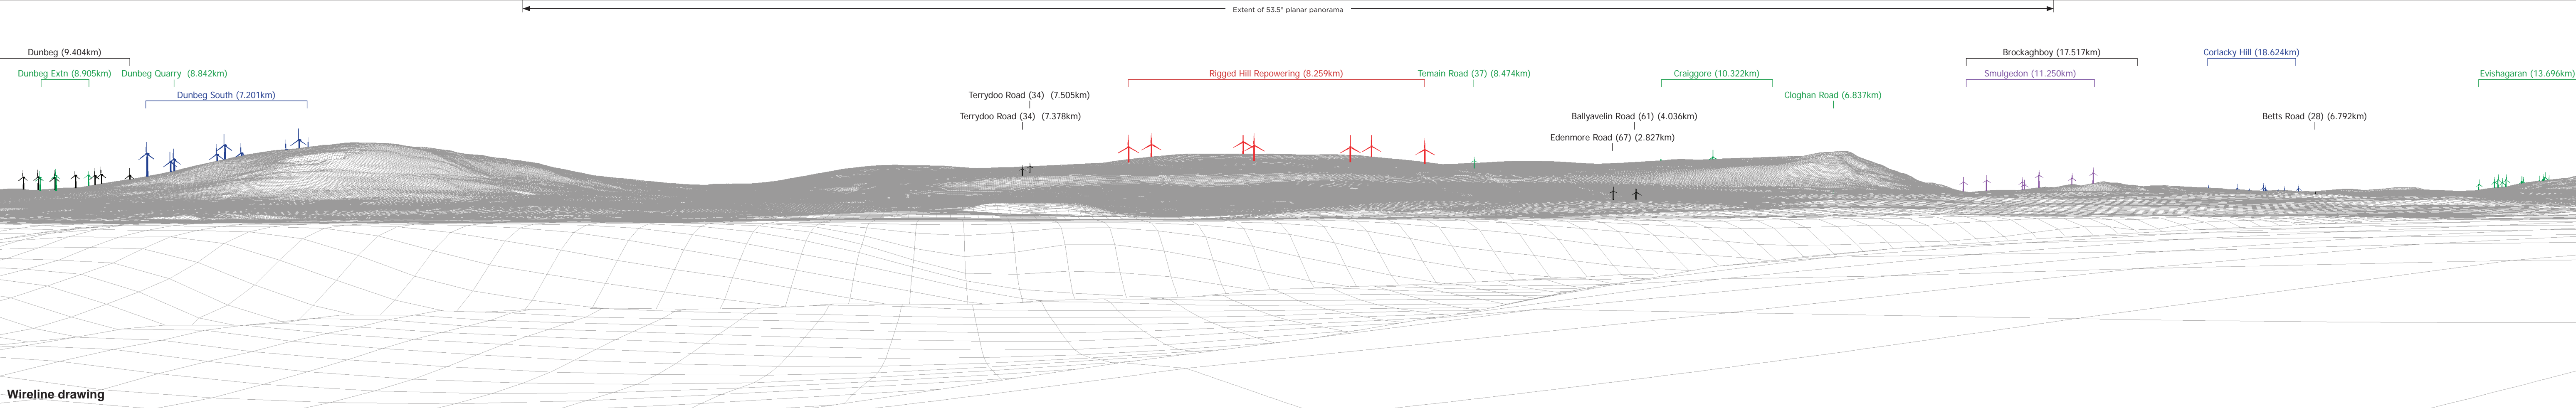 Extent of 53.5° planar panorama
Dunbeg (9.404km)
Brockaghboy (17.517km)
Corlacky Hill (18.624km)
Dunbeg Extn (8.905km)
Dunbeg Quarry (8.842km)
Rigged Hill Repowering (8.259km)
Temain Road (37) (8.474km)
Craiggore (10.322km)
Smulgedon (11.250km)
Evishagaran (13.696km)
Dunbeg South (7.201km)
Terrydoo Road (34) (7.505km)
Cloghan Road (6.837km)
Terrydoo Road (34) (7.378km)
Ballyavelin Road (61) (4.036km)
Betts Road (28) (6.792km)
Edenmore Road (67) (2.827km)
Wireline drawing